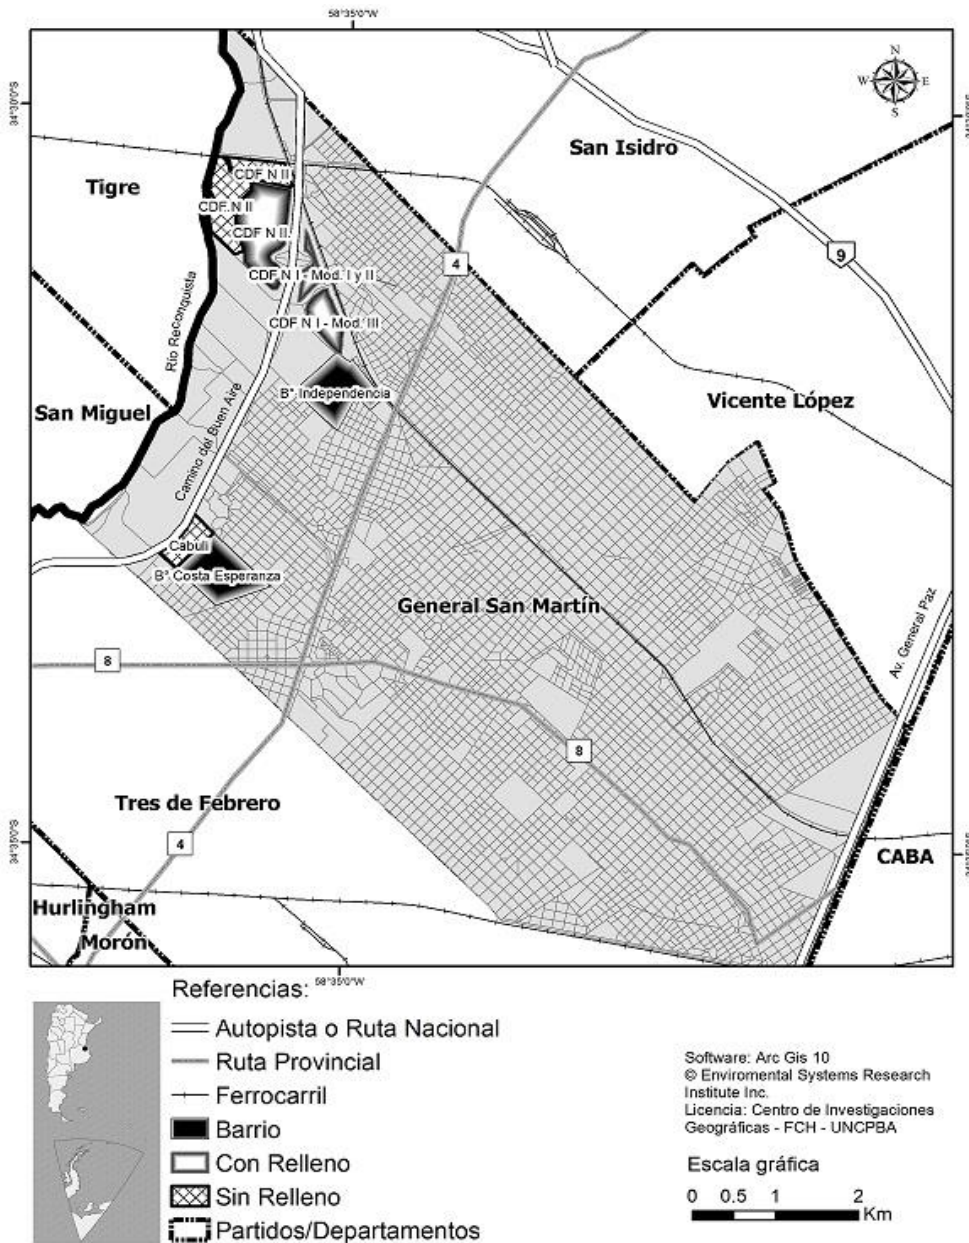 58°35'0"W
34°30'0"S
N
W E
S
San Isidro
Tigre
CDF N II
CDF. N II
CDF N II.
9
4
CDF N I - Mod. I y II
CDF N I - Mod. III
Río Reconquista
B° Independencia
San Miguel
Vicente López
Camino del Buen Aire
Cabuli
B° Costa Esperanza
General San Martín
Av. General Paz
8
8
Tres de Febrero
34°35'0"S
4
CABA
Hurlingham
Morón
58°35'0"W
Referencias:
Autopista o Ruta Nacional
Ruta Provincial
Ferrocarril
Barrio
Con Relleno
Sin Relleno
Partidos/Departamentos
Software: Arc Gis 10
© Enviromental Systems Research
Institute Inc.
Licencia: Centro de Investigaciones
Geográficas - FCH - UNCPBA
Escala gráfica
0 0.5 1 2
Km